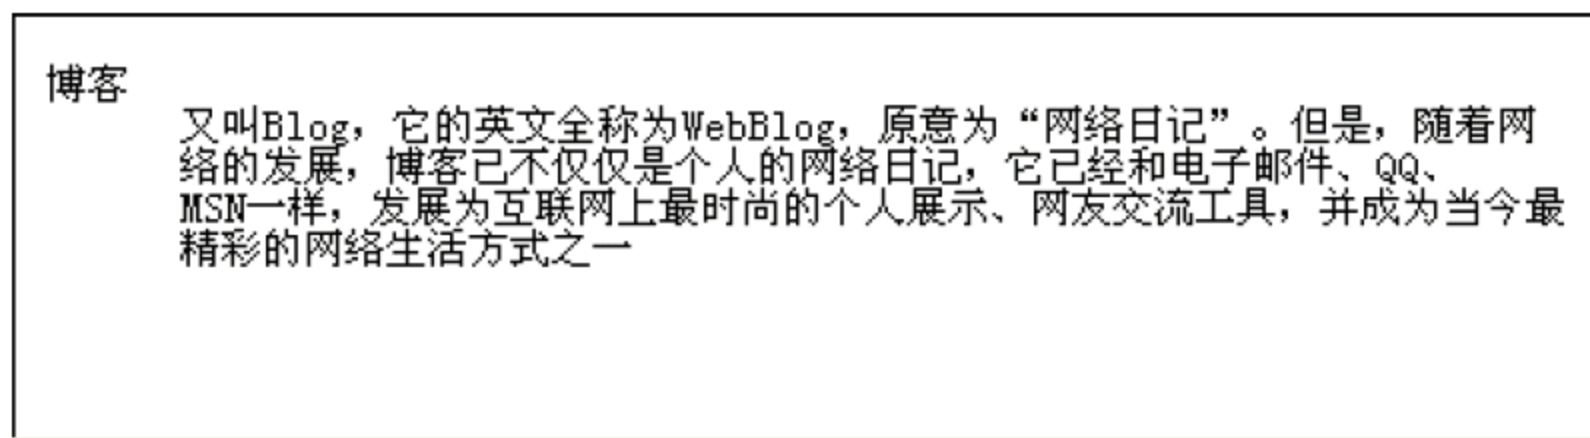 博客
又叫Blog，它的英文全称为WebBlog，原意为“网络日记”。但是，随着网
络的发展，博客已不仅仅是个人的网络日记，它已经和电子邮件、QQ、
MSN一样，发展为互联网上最时尚的个人展示、网友交流工具，并成为当今最
精彩的网络生活方式之一